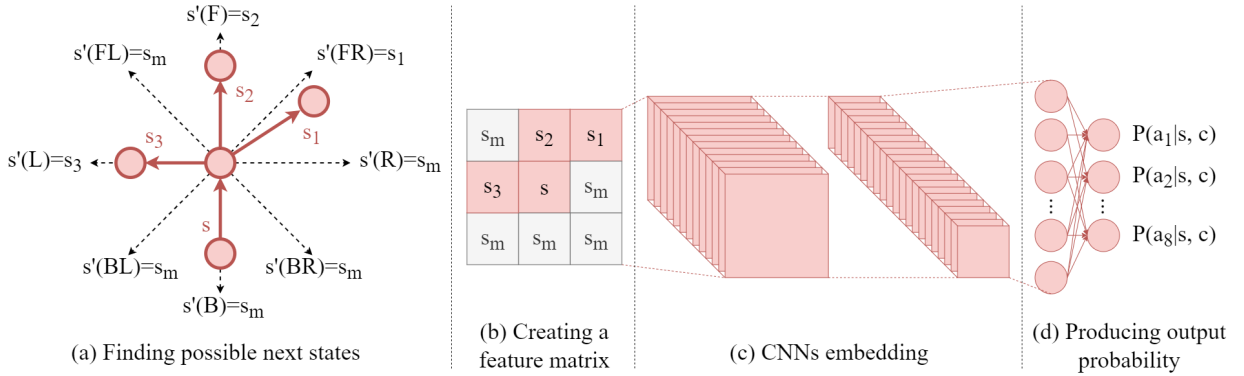 s'(F)=s2
s'(FL)=sm
s'(FR)=s1
s2
s1
s3
s'(L)=s3
s'(R)=sm
s
s'(BL)=sm
s'(BR)=sm
s'(B)=sm
(a) Finding possible next states
sm s2 s1
s3 s sm
sm sm sm
(b) Creating a
feature matrix
(c) CNNs embedding
P(a1|s, c)
P(a2|s, c)
P(a8|s, c)
(d) Producing output
probability